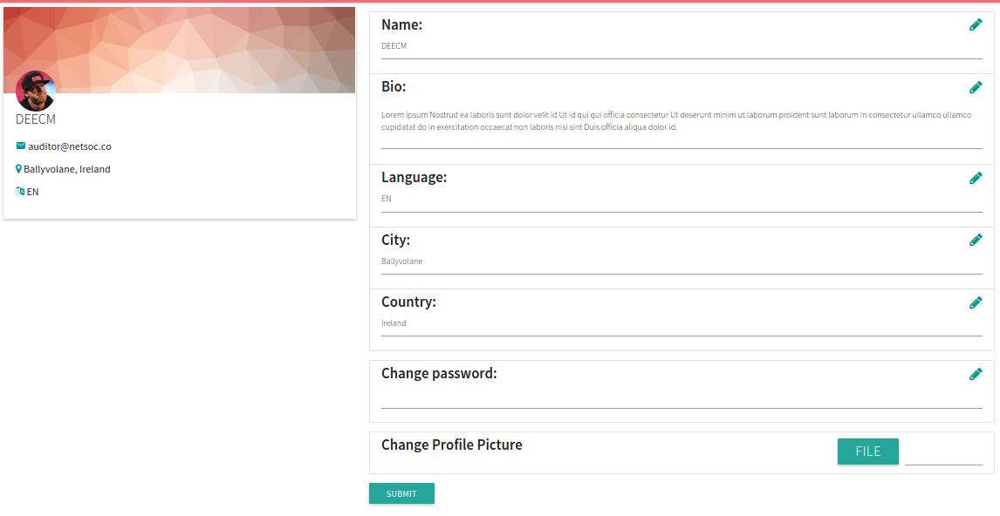 DEECM
auditor@netsoc.co
Ballyvolane, Ireland
EN
Name:
DEECM
Bio:
Lorem ipsum Nostrud ea laboris sunt dolor velit id Ut id qui qui officia consectetur Ut deserunt minim ut laborum proident sunt laborum in consectetur ullamco ullamco
cupidatat do in exercitation occaecat non laboris nisi sint Duis officia aliqua dolor id.
Language:
EN
City:
Ballyvolane
Country:
Ireland
Change password:
Change Profile Picture
FILE
SUBMIT